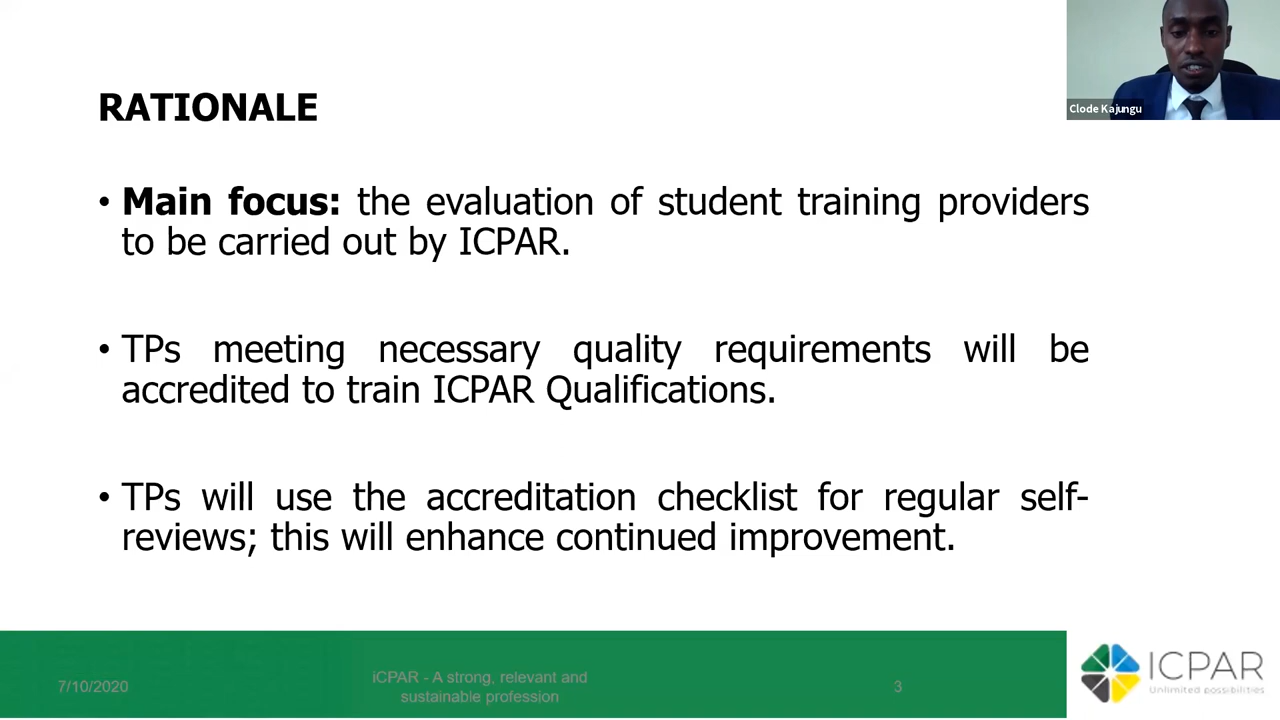 Clode Kajungu
RATIONALE
• Main focus: the evaluation of student training providers
to be carried out by ICPAR.
• TPs meeting necessary quality requirements will be
accredited to train ICPAR Qualifications.
• TPs will use the accreditation checklist for regular self-
reviews; this will enhance continued improvement.
7/10/2020
iCPAR - A strong, relevant and
sustainable profession
3
ICPAR
Unlimited possibilities